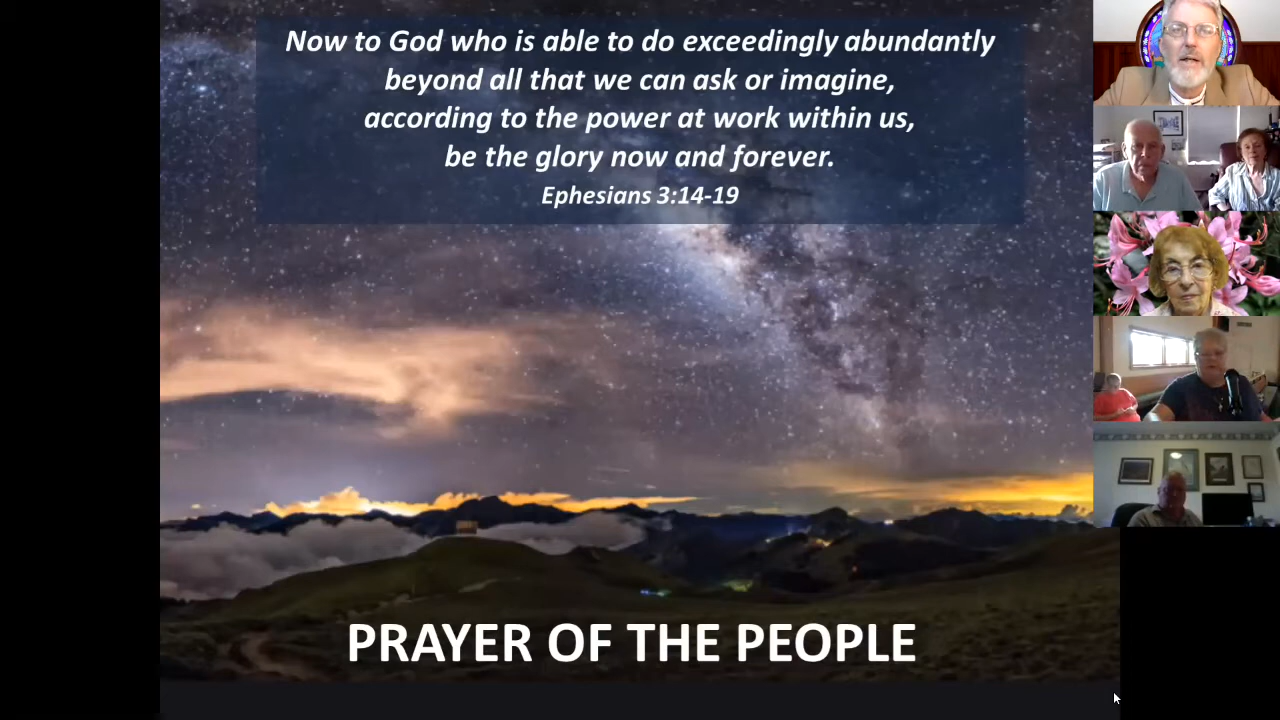 Now to God who is able to do exceedingly abundantly
beyond all that we can ask or imagine,
according to the power at work within us,
be the glory now and forever.
Ephesians 3:14-19
PRAYER OF THE PEOPLE